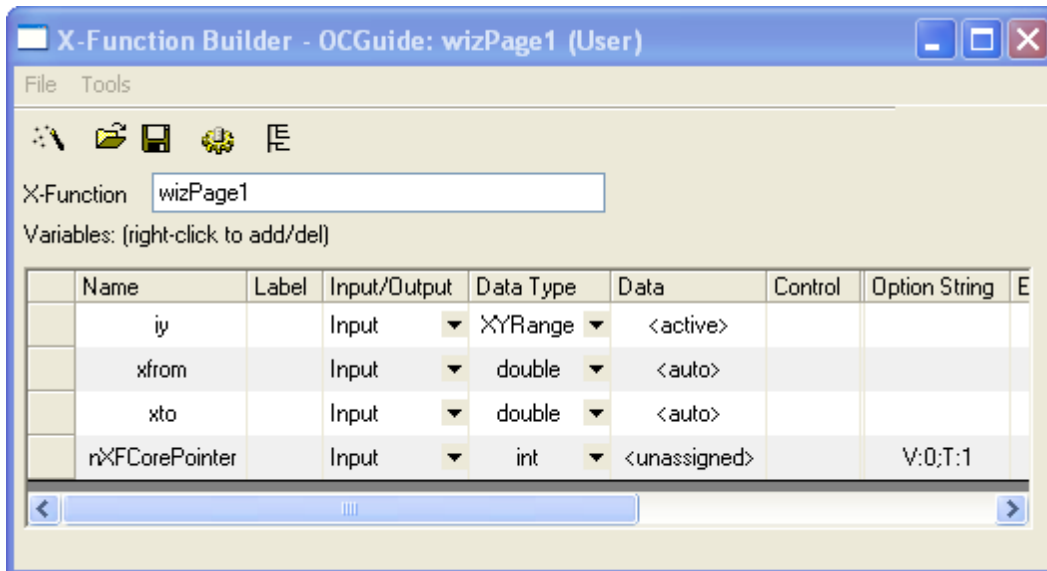 X-Function Builder - OCGuide: wizPage1 (User)
File Tools
X-Function wizPage1
Variables: (right-click to add/del)
Name Label Input/Output Data Type Data Control Option String E
iy Input XYRange <active>
xfrom Input double <auto>
xto Input double <auto>
nXFCorePointer Input int <unassigned> V:0;T:1